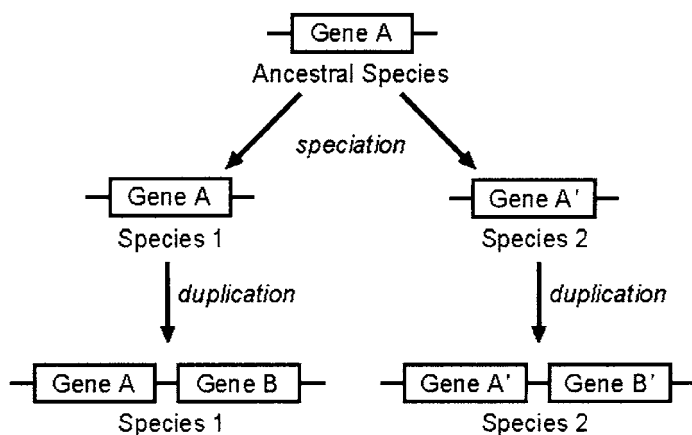 Gene A
Ancestral Species
speciation
Gene A Gene A'
Species 1 Species 2
duplication duplication
Gene A Gene B Gene A' Gene B'
Species 1 Species 2